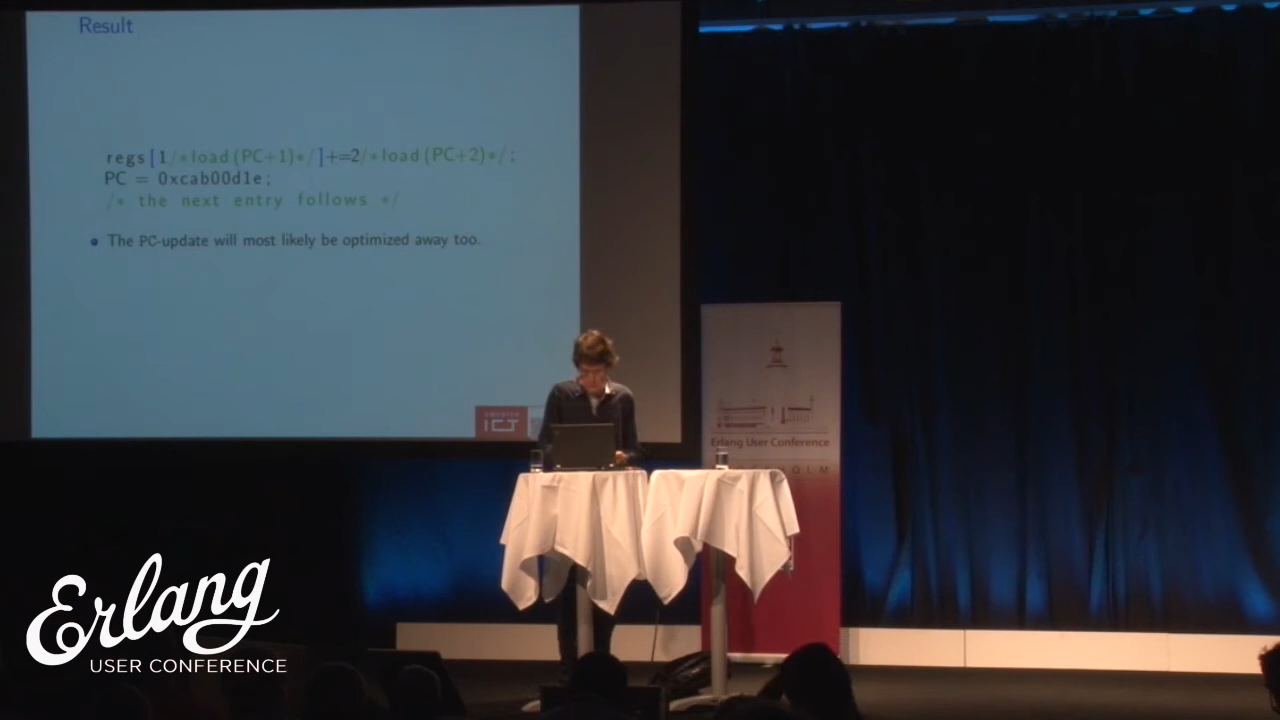 Result
regs[1/*load(PC+1)*/]+=2/*load(PC+2)*/;
PC = 0xcab00d1e;
/* the next entry follows */
The PC-update will most likely be optimized away too.
ICT
Erlang User Conference
Erlang
USER CONFERENCE